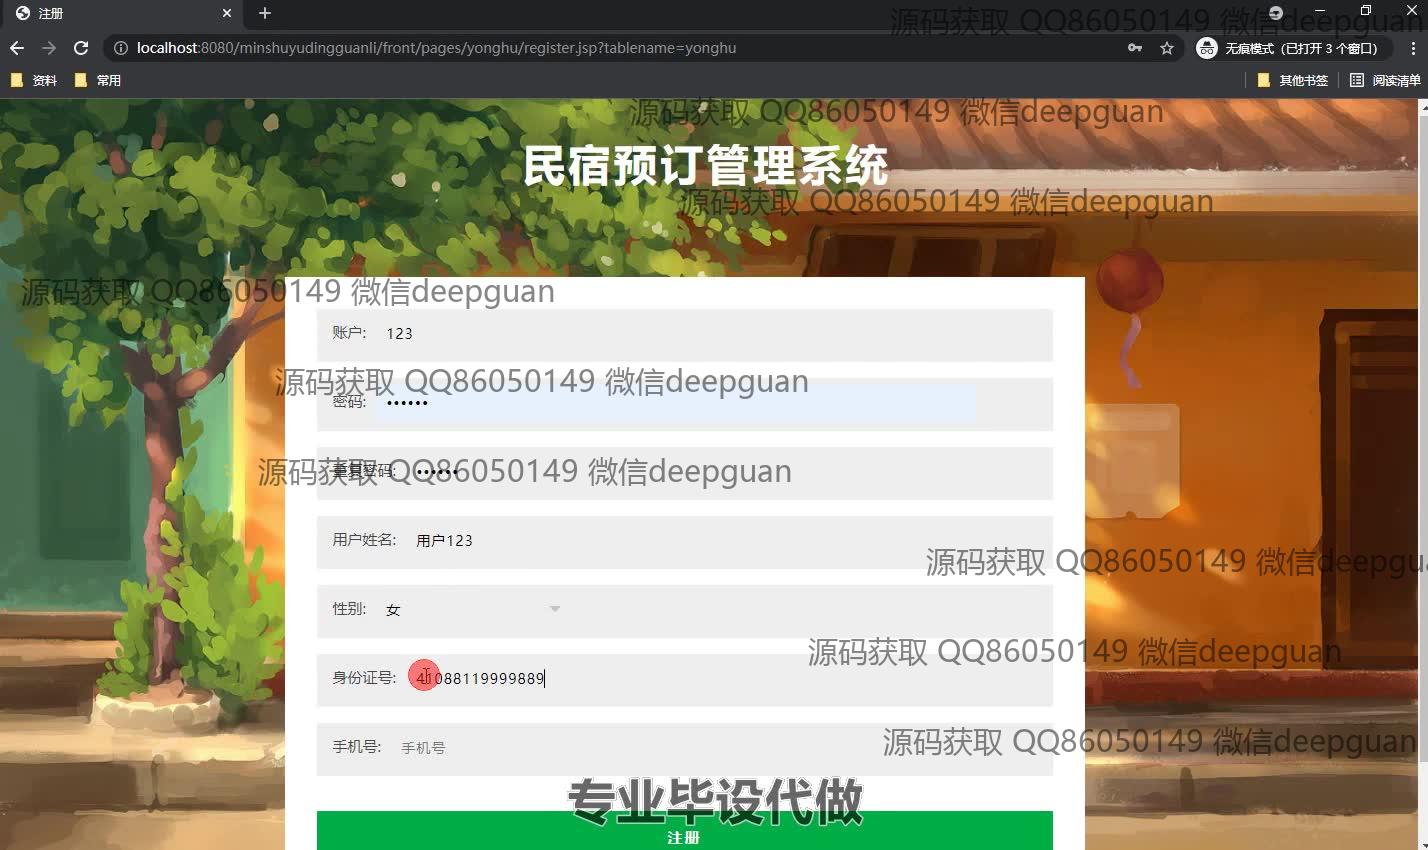 注册
源码获取 QQ86050149 微信deepguan
localhost:8080/minshuyudingguanli/front/pages/yonghu/register.jsp?tablename=yonghu
无痕模式（已打开 3 个窗口）
资料
常用
其他书签
阅读清单
源码获取 QQ86050149 微信deepguan
民宿预订管理系统
源码获取 QQ86050149 微信deepguan
源码获取 QQ86050149 微信deepguan
账户: 123
源码获取 QQ86050149 微信deepguan
密码: ••••••
重复密码: ••••••
源码获取 QQ86050149 微信deepguan
用户姓名: 用户123
源码获取 QQ86050149 微信deepgua
性别: 女
源码获取 QQ86050149 微信deepguan
身份证号: 41088119999889
手机号: 手机号
源码获取 QQ86050149 微信deepguan
专业毕设代做
注册